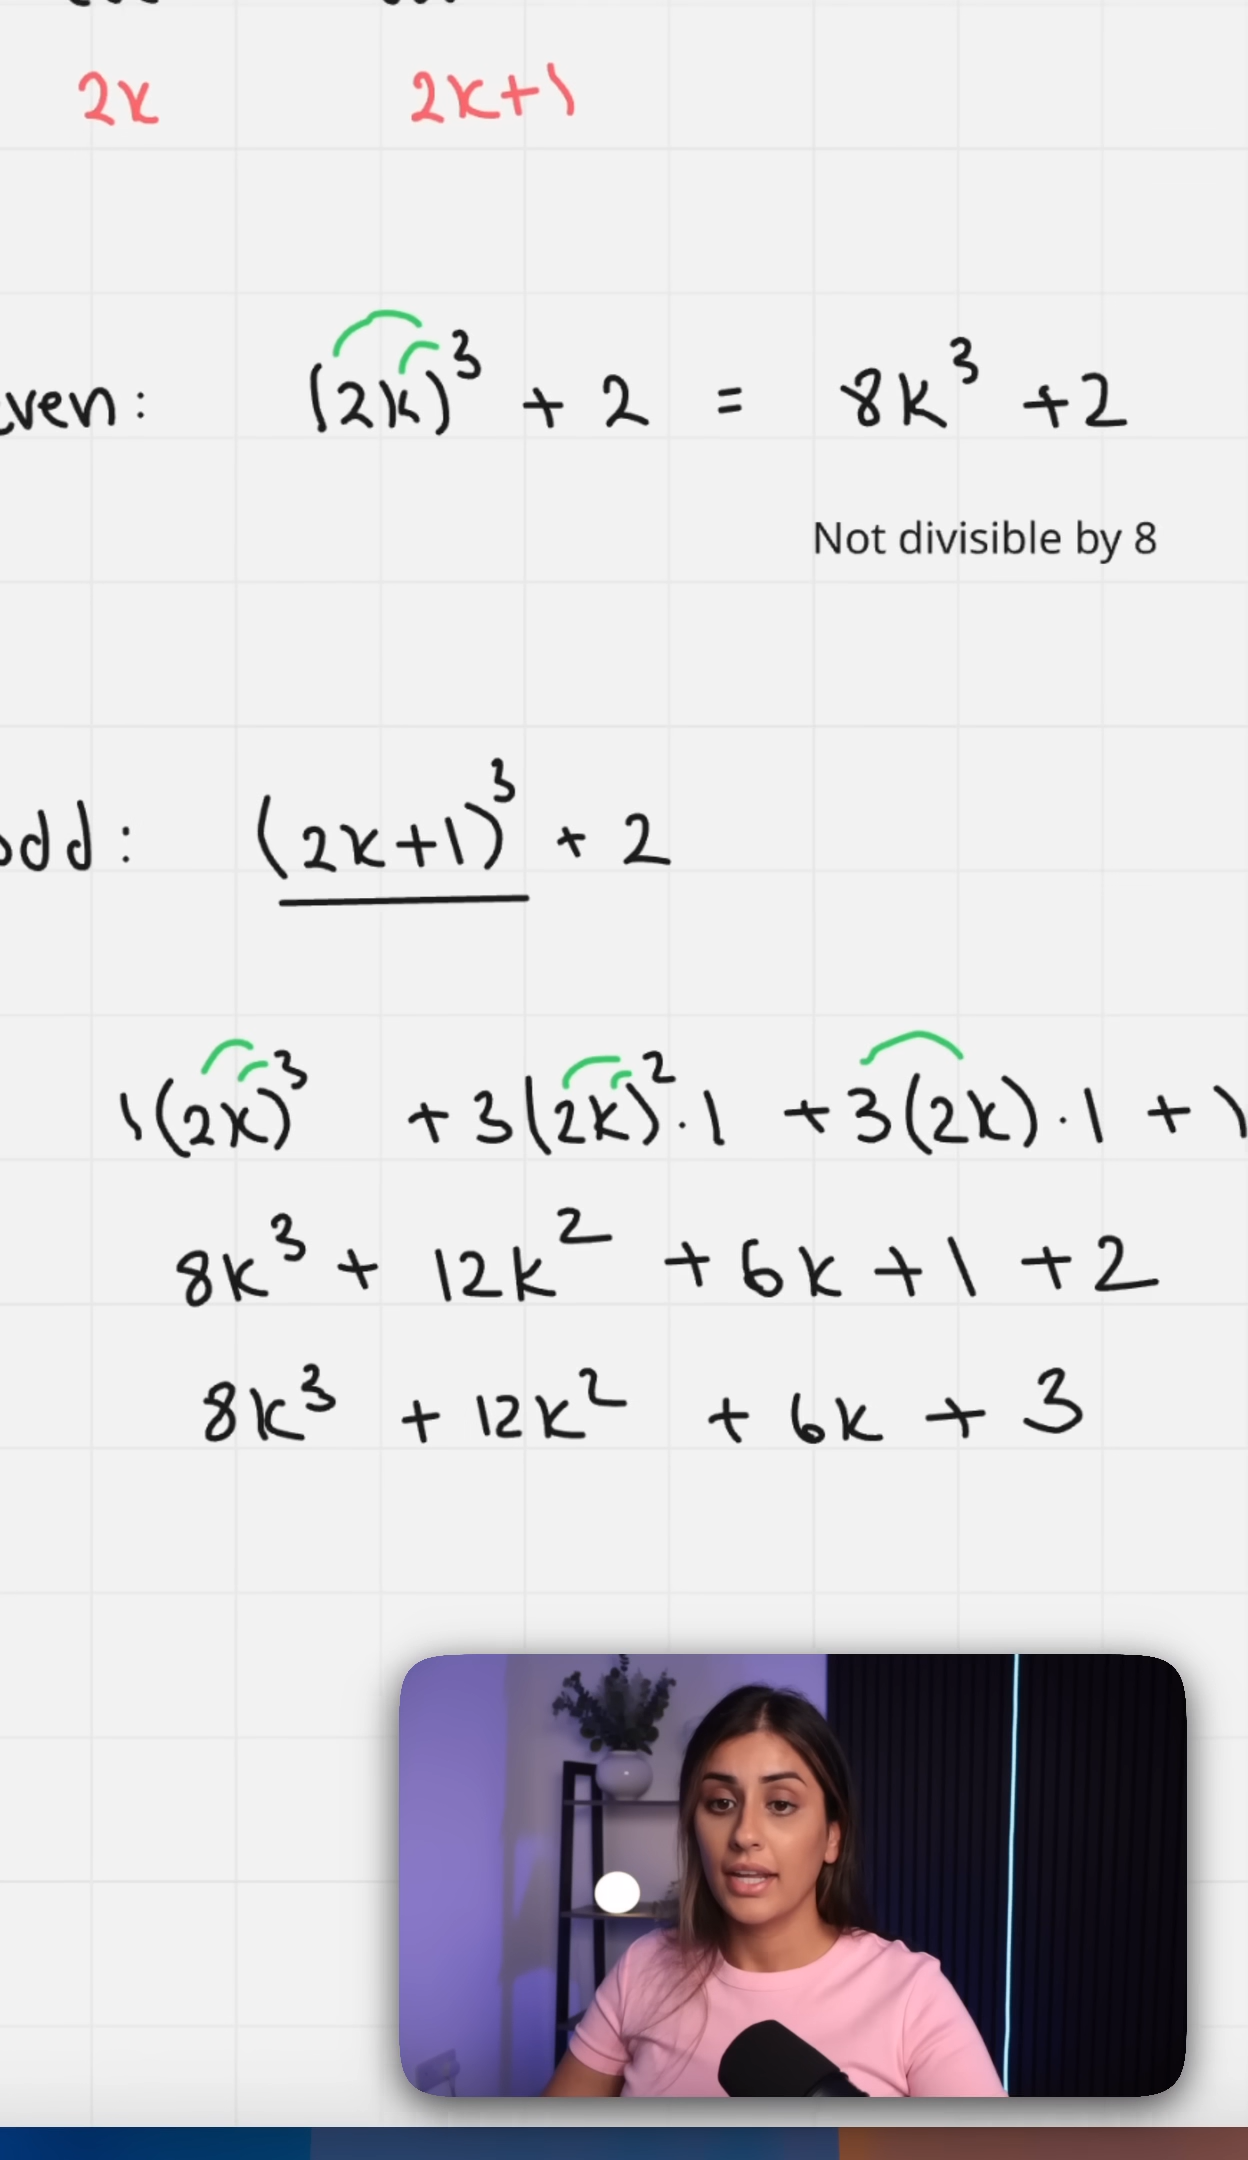 2k 2k+1
even: (2k)³ + 2 = 8k³ + 2
Not divisible by 8
odd: (2k+1)³ + 2
1(2k)³ + 3(2k)²·1 + 3(2k)·1 + 1
8k³ + 12k² + 6k + 1 + 2
8k³ + 12k² + 6k + 3